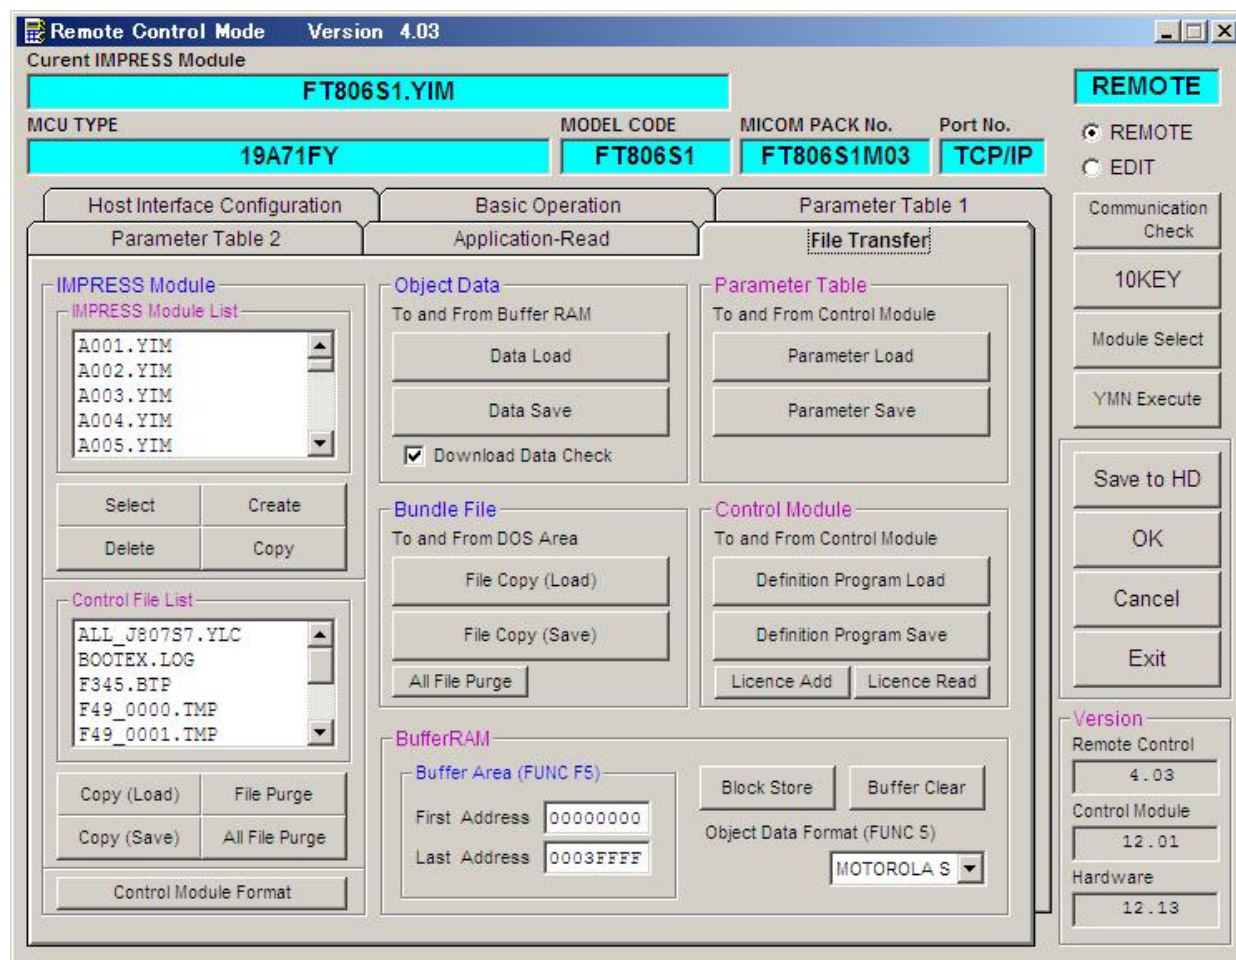 Remote Control Mode Version 4.03
Curent IMPRESS Module
FT806S1.YIM
REMOTE
MCU TYPE
MODEL CODE
MICOM PACK No.
Port No.
19A71FY
FT806S1
FT806S1M03
TCP/IP
REMOTE
EDIT
Host Interface Configuration
Basic Operation
Parameter Table 1
Parameter Table 2
Application-Read
File Transfer
Communication
Check
10KEY
Module Select
YMN Execute
Save to HD
OK
Cancel
Exit
IMPRESS Module
IMPRESS Module List
A001.YIM
A002.YIM
A003.YIM
A004.YIM
A005.YIM
Select
Create
Delete
Copy
Control File List
ALL_J807S7.YLC
BOOTEX.LOG
F345.BTP
F49_0000.TMP
F49_0001.TMP
Copy (Load)
File Purge
Copy (Save)
All File Purge
Control Module Format
Object Data
To and From Buffer RAM
Data Load
Data Save
Download Data Check
Parameter Table
To and From Control Module
Parameter Load
Parameter Save
Bundle File
To and From DOS Area
File Copy (Load)
File Copy (Save)
All File Purge
Control Module
To and From Control Module
Definition Program Load
Definition Program Save
Licence Add
Licence Read
BufferRAM
Buffer Area (FUNC F5)
First Address 00000000
Last Address 0003FFFF
Block Store
Buffer Clear
Object Data Format (FUNC 5)
MOTOROLA S
Version
Remote Control
4.03
Control Module
12.01
Hardware
12.13